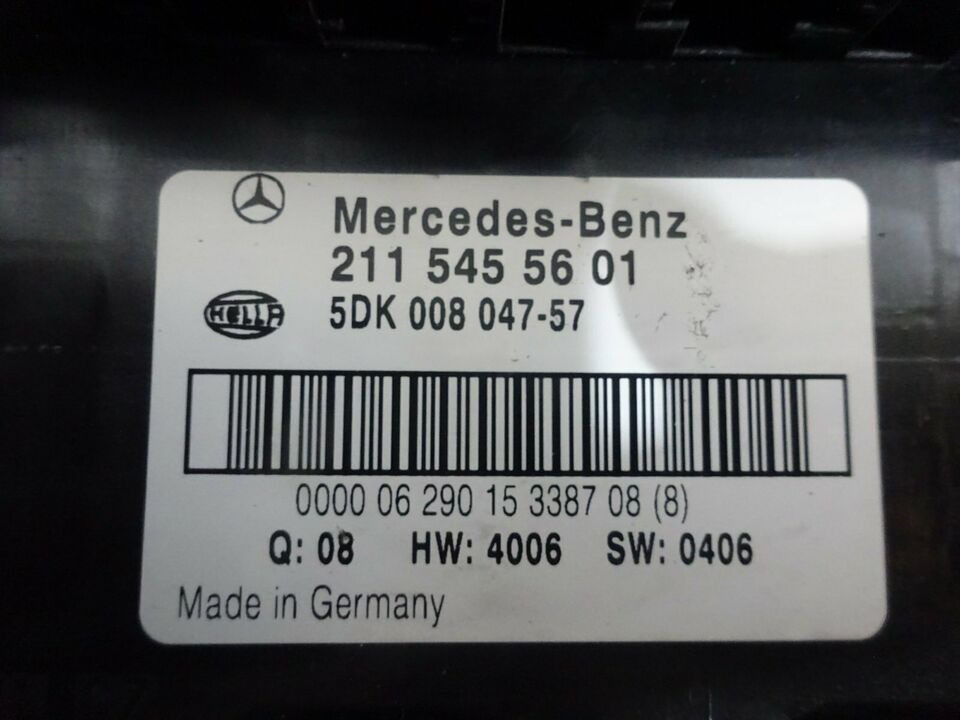 Mercedes-Benz
211 545 56 01
HELLA
5DK 008 047-57
0000 06 290 15 3387 08 (8)
Q: 08 HW: 4006 SW: 0406
Made in Germany